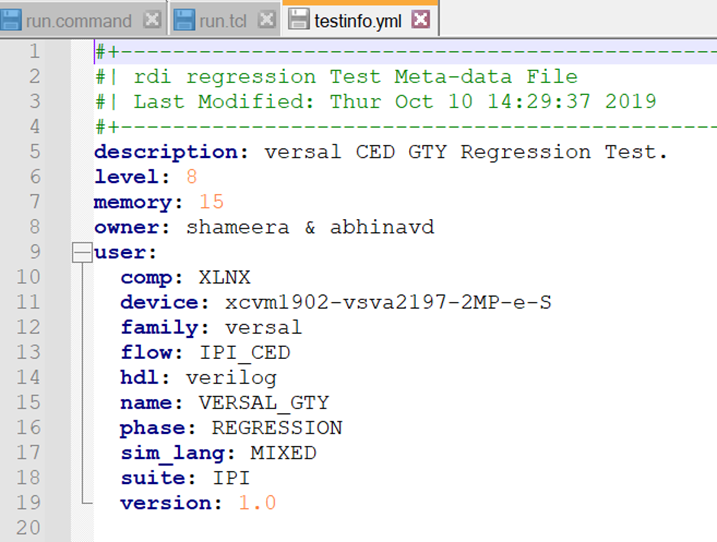 run.command run.tcl testinfo.yml
1 #+------------------------------------------------
2 #| rdi regression Test Meta-data File
3 #| Last Modified: Thur Oct 10 14:29:37 2019
4 #+------------------------------------------------
5 description: versal CED GTY Regression Test.
6 level: 8
7 memory: 15
8 owner: shameera & abhinavd
9 user:
10 comp: XLNX
11 device: xcvm1902-vsva2197-2MP-e-S
12 family: versal
13 flow: IPI_CED
14 hdl: verilog
15 name: VERSAL_GTY
16 phase: REGRESSION
17 sim_lang: MIXED
18 suite: IPI
19 version: 1.0
20